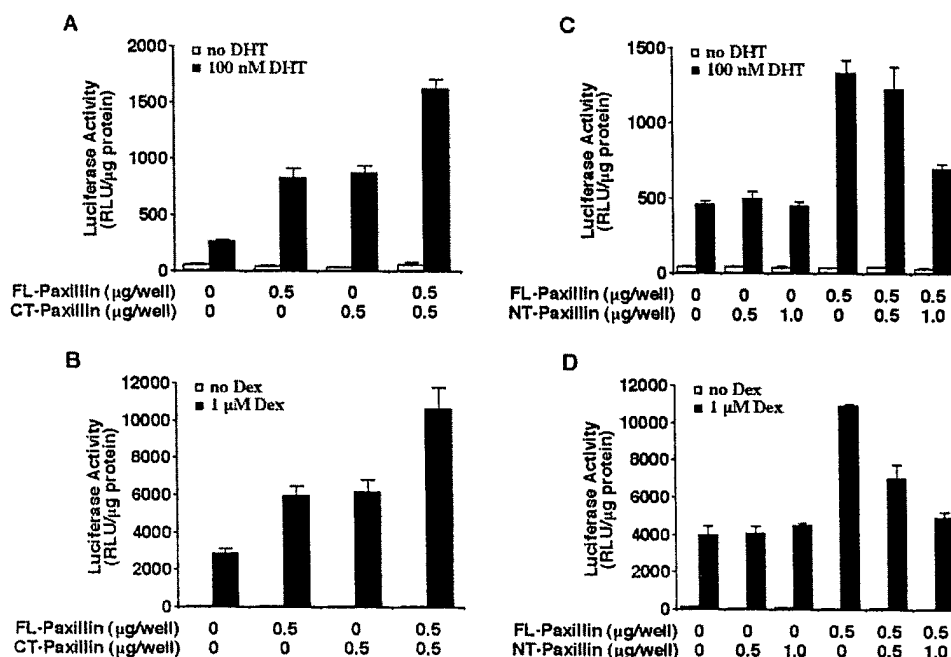 A
no DHT
100 nM DHT
Luciferase Activity
(RLU/µg protein)
2000
1500
1000
500
0
FL-Paxillin (µg/well) 0 0.5 0 0.5
CT-Paxillin (µg/well) 0 0 0.5 0.5
B
no Dex
1 µM Dex
Luciferase Activity
(RLU/µg protein)
12000
10000
8000
6000
4000
2000
0
FL-Paxillin (µg/well) 0 0.5 0 0.5
CT-Paxillin (µg/well) 0 0 0.5 0.5
C
no DHT
100 nM DHT
Luciferase Activity
(RLU/µg protein)
1500
1000
500
0
FL-Paxillin (µg/well) 0 0 0 0.5 0.5 0.5
NT-Paxillin (µg/well) 0 0.5 1.0 0 0.5 1.0
D
no Dex
1 µM Dex
Luciferase Activity
(RLU/µg protein)
12000
10000
8000
6000
4000
2000
0
FL-Paxillin (µg/well) 0 0 0 0.5 0.5 0.5
NT-Paxillin (µg/well) 0 0.5 1.0 0 0.5 1.0